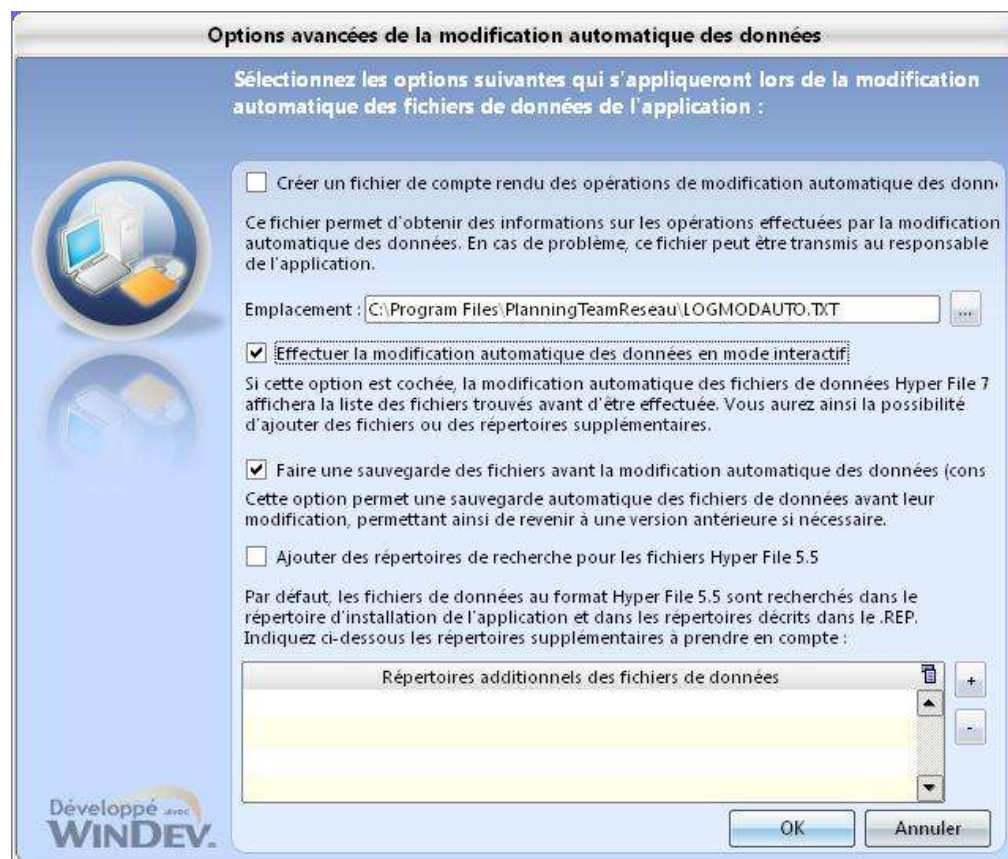 Options avancées de la modification automatique des données
Sélectionnez les options suivantes qui s'appliqueront lors de la modification
automatique des fichiers de données de l'application :
Créer un fichier de compte rendu des opérations de modification automatique des donn
Ce fichier permet d'obtenir des informations sur les opérations effectuées par la modification
automatique des données. En cas de problème, ce fichier peut être transmis au responsable
de l'application.
Emplacement : C:\Program Files\PlanningTeamReseau\LOGMODAUTO.TXT ...
Effectuer la modification automatique des données en mode interactif
Si cette option est cochée, la modification automatique des fichiers de données Hyper File 7
affichera la liste des fichiers trouvés avant d'être effectuée. Vous aurez ainsi la possibilité
d'ajouter des fichiers ou des répertoires supplémentaires.
Faire une sauvegarde des fichiers avant la modification automatique des données (cons
Cette option permet une sauvegarde automatique des fichiers de données avant leur
modification, permettant ainsi de revenir à une version antérieure si nécessaire.
Ajouter des répertoires de recherche pour les fichiers Hyper File 5.5
Par défaut, les fichiers de données au format Hyper File 5.5 sont recherchés dans le
répertoire d'installation de l'application et dans les répertoires décrits dans le .REP.
Indiquez ci-dessous les répertoires supplémentaires à prendre en compte :
Répertoires additionnels des fichiers de données
+
-
Développé avec
WINDEV.
OK
Annuler